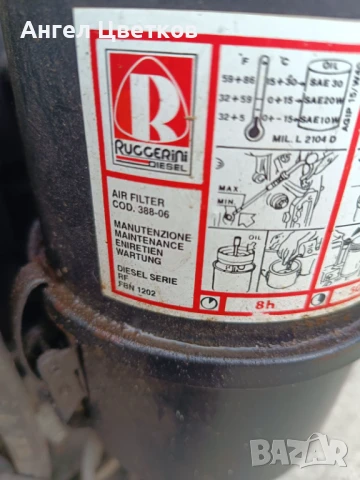 Ангел Цветков
R
RUGGERINI
DIESEL
AIR FILTER
COD. 388-06
MANUTENZIONE
MAINTENANCE
ENIRETIEN
WARTUNG
DIESEL SERIE
RF
FBN 1202
°F °C OIL
59÷86 15÷30 SAE 30
32÷59 0÷15 SAE20W
32÷5 0÷-15 SAE10W
MIL. L 2104 D
AGIP
MAX.
MIN.
OIL
8h
BAZAR